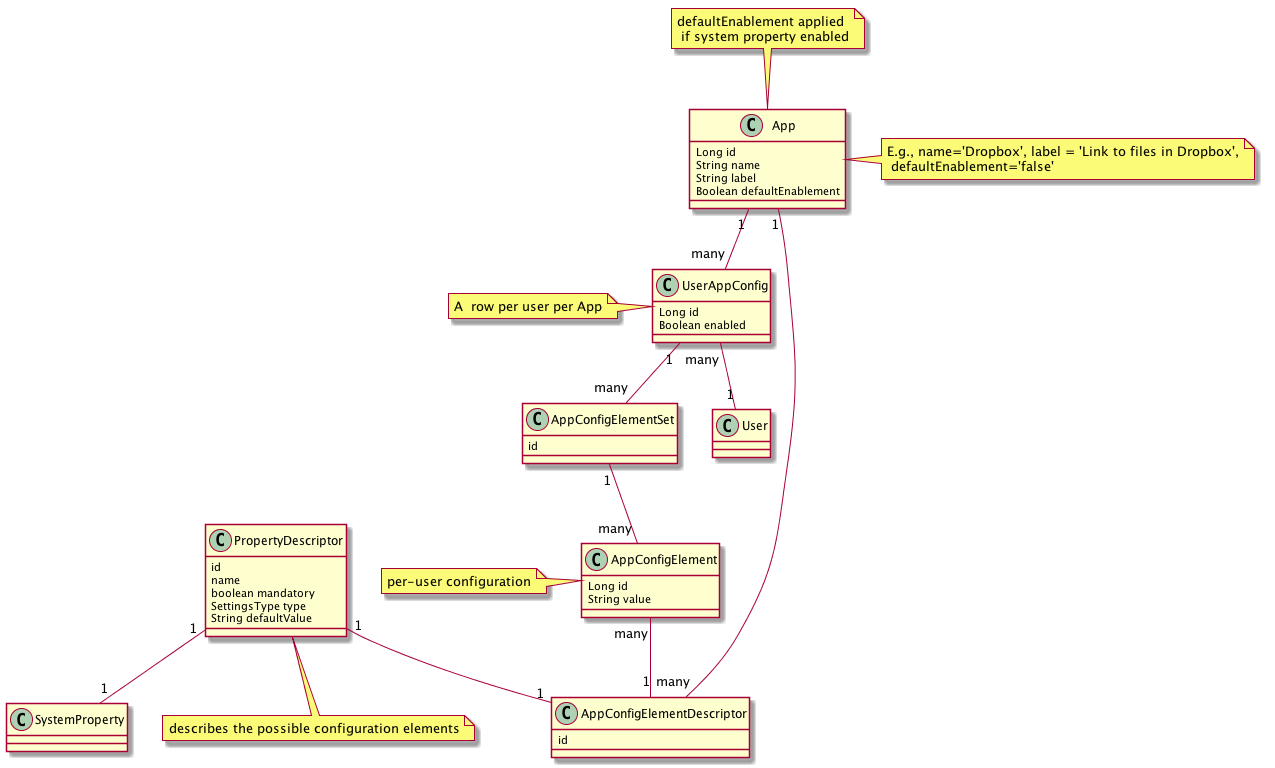 defaultEnablement applied
if system property enabled
C App
Long id
String name
String label
Boolean defaultEnablement
E.g., name='Dropbox', label = 'Link to files in Dropbox',
defaultEnablement='false'
1
1
many
C UserAppConfig
Long id
Boolean enabled
A  row per user per App
1
many
many
1
C AppConfigElementSet
id
C User
1
many
C PropertyDescriptor
id
name
boolean mandatory
SettingsType type
String defaultValue
C AppConfigElement
Long id
String value
per-user configuration
1
1
many
1
1
1
many
C SystemProperty
describes the possible configuration elements
C AppConfigElementDescriptor
id